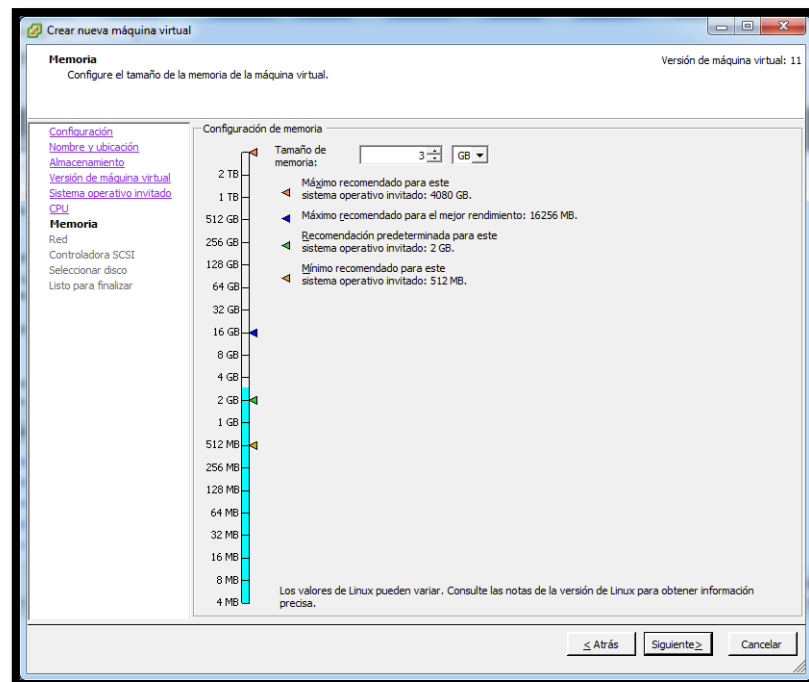 Crear nueva máquina virtual
Memoria
Configure el tamaño de la memoria de la máquina virtual.
Versión de máquina virtual: 11
Configuración
Nombre y ubicación
Almacenamiento
Versión de máquina virtual
Sistema operativo invitado
CPU
Memoria
Red
Controladora SCSI
Seleccionar disco
Listo para finalizar
Configuración de memoria
Tamaño de
memoria:
3
GB
2 TB
1 TB
512 GB
256 GB
128 GB
64 GB
32 GB
16 GB
8 GB
4 GB
2 GB
1 GB
512 MB
256 MB
128 MB
64 MB
32 MB
16 MB
8 MB
4 MB
Máximo recomendado para este
sistema operativo invitado: 4080 GB.
Máximo recomendado para el mejor rendimiento: 16256 MB.
Recomendación predeterminada para este
sistema operativo invitado: 2 GB.
Mínimo recomendado para este
sistema operativo invitado: 512 MB.
Los valores de Linux pueden variar. Consulte las notas de la versión de Linux para obtener información
precisa.
< Atrás
Siguiente >
Cancelar